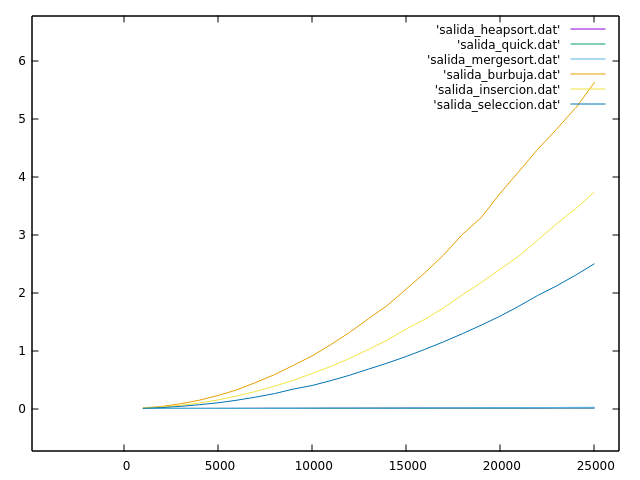 'salida_heapsort.dat'
'salida_quick.dat'
'salida_mergesort.dat'
'salida_burbuja.dat'
'salida_insercion.dat'
'salida_seleccion.dat'
6
5
4
3
2
1
0
0 5000 10000 15000 20000 25000